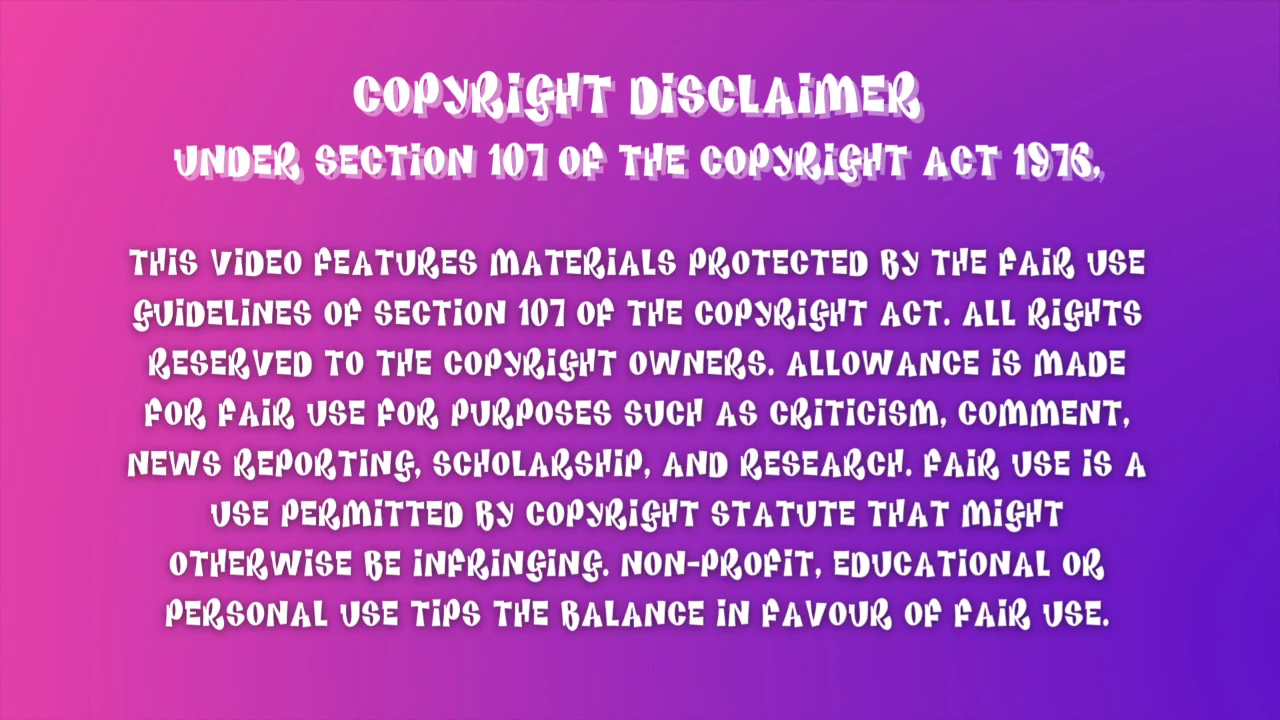 COPYRIGHT DISCLAIMER
UNDER SECTION 107 OF THE COPYRIGHT ACT 1976,
THIS VIDEO FEATURES MATERIALS PROTECTED BY THE FAIR USE
GUIDELINES OF SECTION 107 OF THE COPYRIGHT ACT. ALL RIGHTS
RESERVED TO THE COPYRIGHT OWNERS. ALLOWANCE IS MADE
FOR FAIR USE FOR PURPOSES SUCH AS CRITICISM, COMMENT,
NEWS REPORTING, SCHOLARSHIP, AND RESEARCH. FAIR USE IS A
USE PERMITTED BY COPYRIGHT STATUTE THAT MIGHT
OTHERWISE BE INFRINGING. NON-PROFIT, EDUCATIONAL OR
PERSONAL USE TIPS THE BALANCE IN FAVOUR OF FAIR USE.